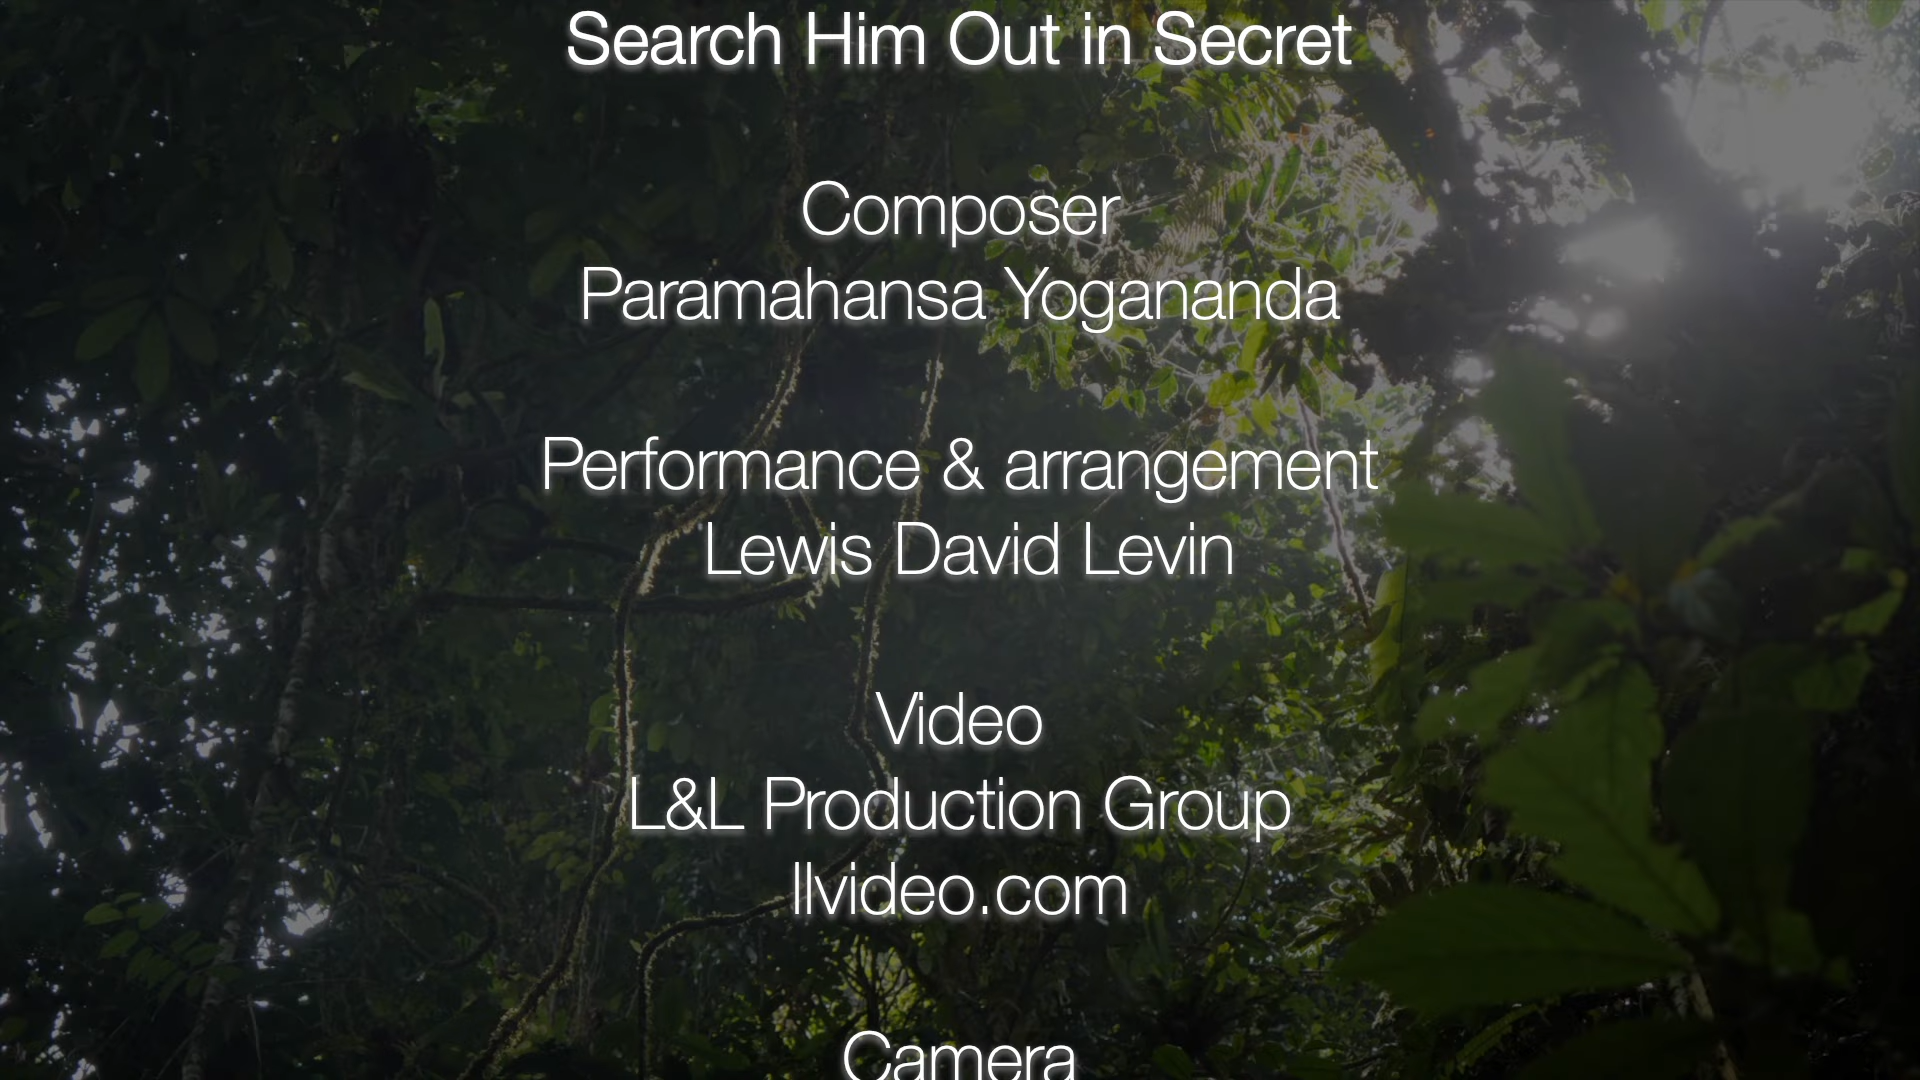 Search Him Out in Secret
Composer
Paramahansa Yogananda
Performance & arrangement
Lewis David Levin
Video
L&L Production Group
llvideo.com
Camera